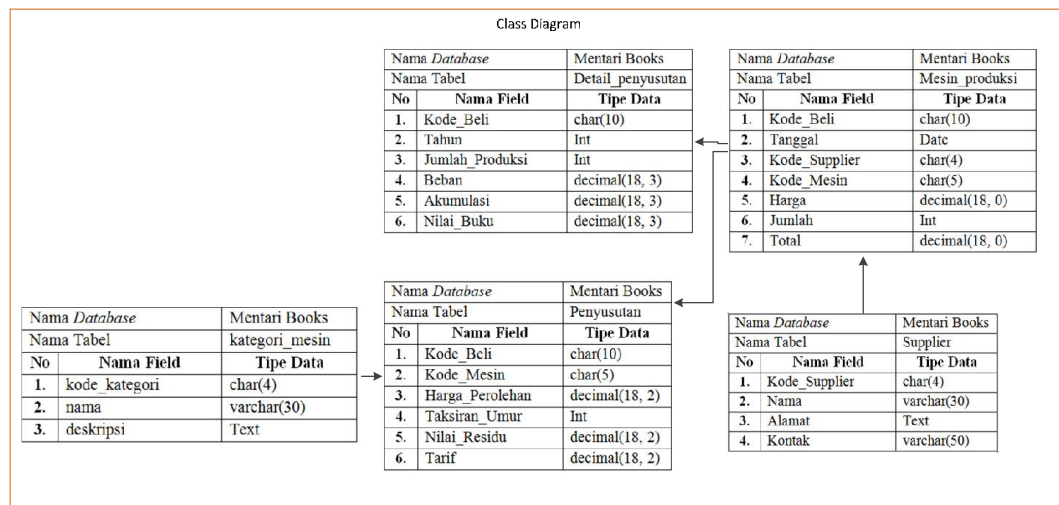 Class Diagram
Nama Database Mentari Books
Nama Tabel Detail_penyusutan
No Nama Field Tipe Data
1. Kode_Beli char(10)
2. Tahun Int
3. Jumlah_Produksi Int
4. Beban decimal(18, 3)
5. Akumulasi decimal(18, 3)
6. Nilai_Buku decimal(18, 3)
Nama Database Mentari Books
Nama Tabel Mesin_produksi
No Nama Field Tipe Data
1. Kode_Beli char(10)
2. Tanggal Date
3. Kode_Supplier char(4)
4. Kode_Mesin char(5)
5. Harga decimal(18, 0)
6. Jumlah Int
7. Total decimal(18, 0)
Nama Database Mentari Books
Nama Tabel kategori_mesin
No Nama Field Tipe Data
1. kode_kategori char(4)
2. nama varchar(30)
3. deskripsi Text
Nama Database Mentari Books
Nama Tabel Penyusutan
No Nama Field Tipe Data
1. Kode_Beli char(10)
2. Kode_Mesin char(5)
3. Harga_Perolehan decimal(18, 2)
4. Taksiran_Umur Int
5. Nilai_Residu decimal(18, 2)
6. Tarif decimal(18, 2)
Nama Database Mentari Books
Nama Tabel Supplier
No Nama Field Tipe Data
1. Kode_Supplier char(4)
2. Nama varchar(30)
3. Alamat Text
4. Kontak varchar(50)